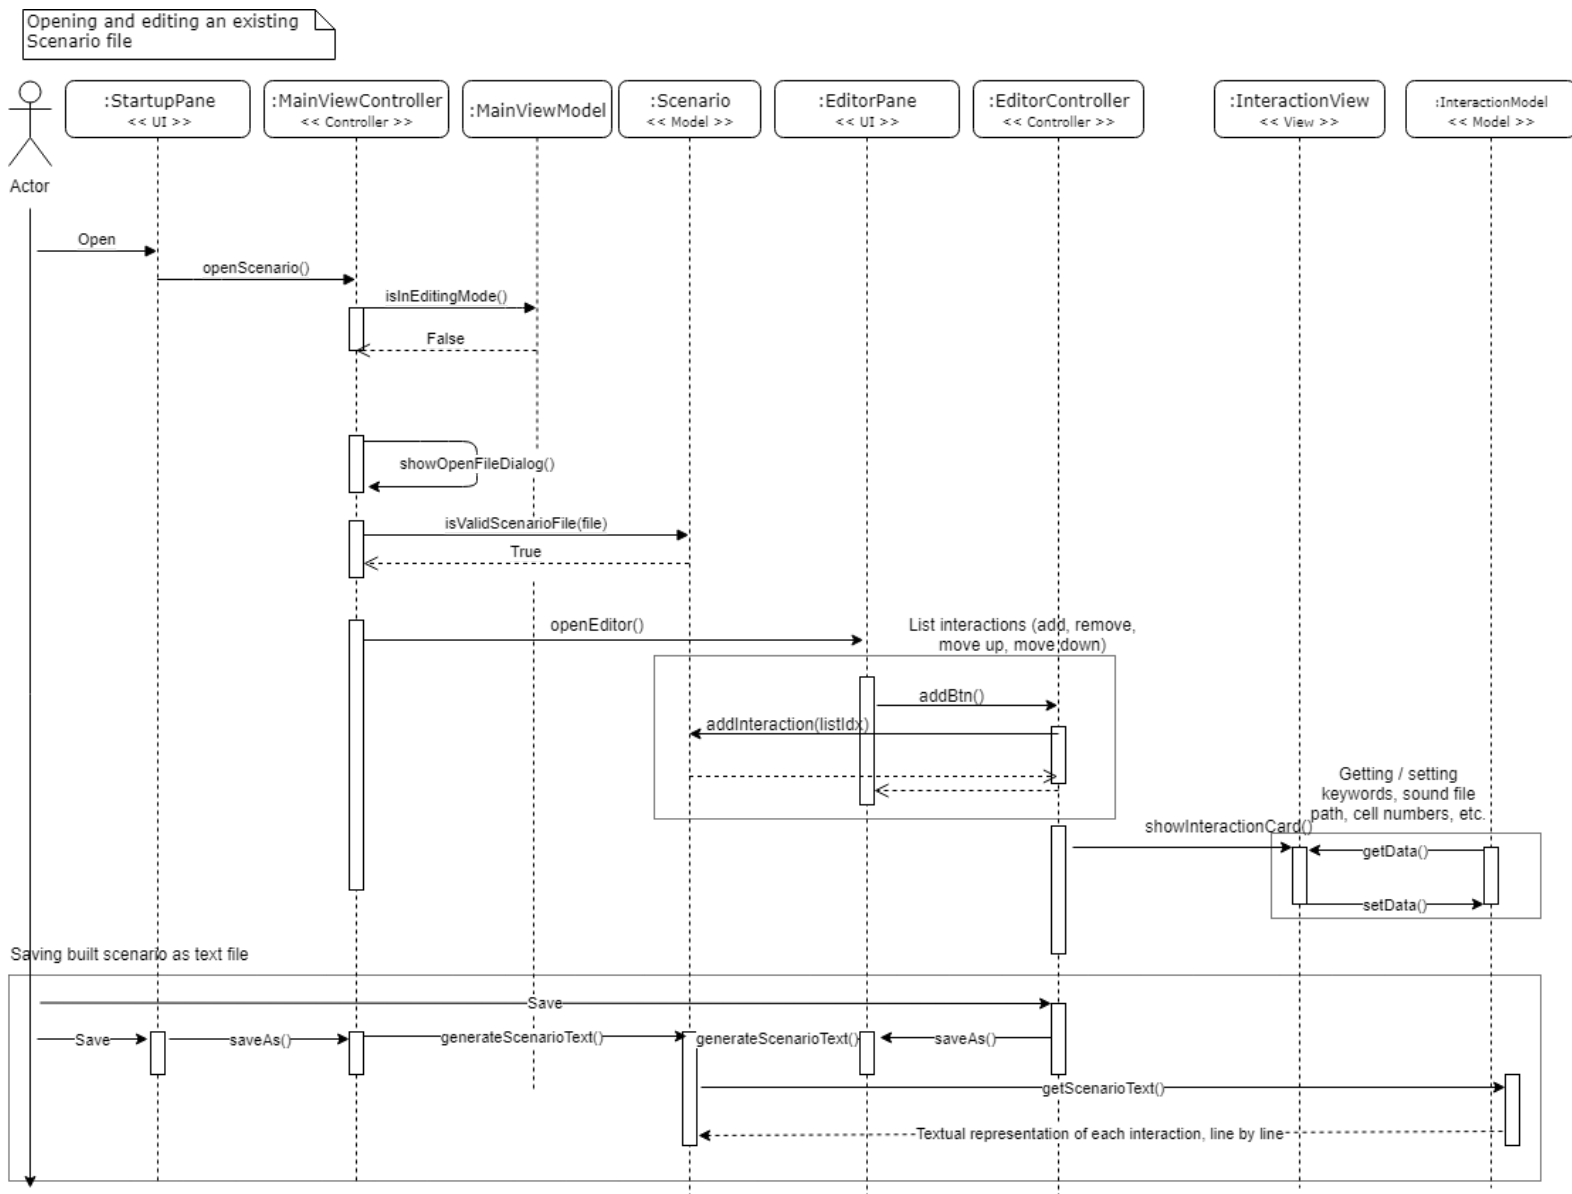 Opening and editing an existing
Scenario file
:StartupPane
<< UI >>
:MainViewController
<< Controller >>
:MainViewModel
:Scenario
<< Model >>
:EditorPane
<< UI >>
:EditorController
<< Controller >>
:InteractionView
<< View >>
:InteractionModel
<< Model >>
Actor
Open
openScenario()
isInEditingMode()
False
showOpenFileDialog()
isValidScenarioFile(file)
True
openEditor()
List interactions (add, remove,
move up, move down)
addBtn()
addInteraction(listIdx)
Getting / setting
keywords, sound file
path, cell numbers, etc.
showInteractionCard()
getData()
setData()
Saving built scenario as text file
Save
Save
saveAs()
generateScenarioText()
generateScenarioText()
saveAs()
getScenarioText()
Textual representation of each interaction, line by line